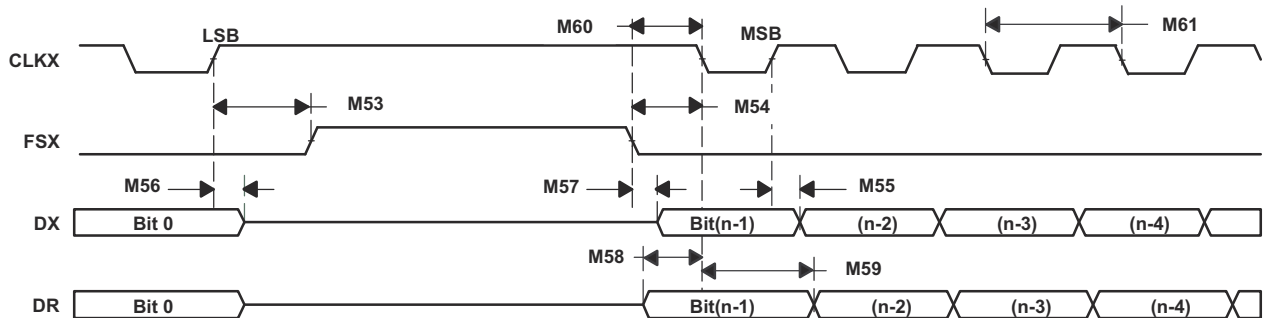 M60
M61
LSB
MSB
CLKX
M53
M54
FSX
M56
M57
M55
DX
Bit 0
Bit(n-1)
(n-2)
(n-3)
(n-4)
M58
M59
DR
Bit 0
Bit(n-1)
(n-2)
(n-3)
(n-4)